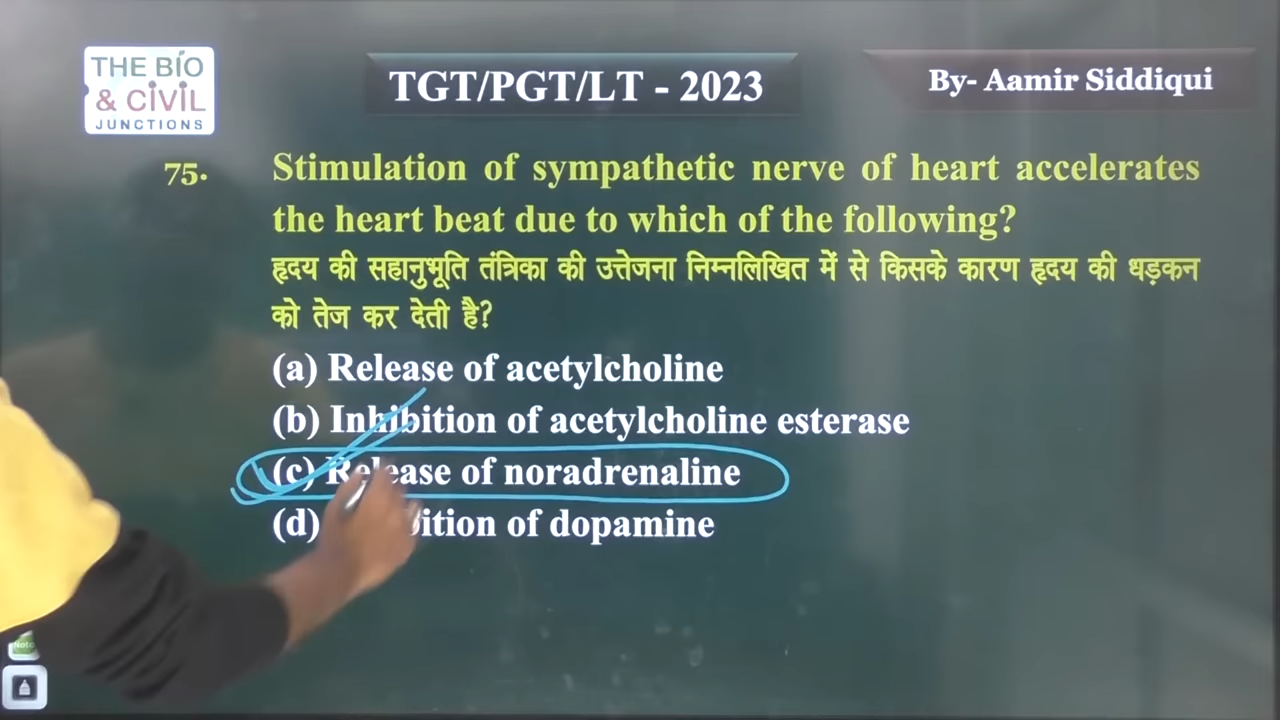 THE BIO
& CIVIL
JUNCTIONS
TGT/PGT/LT - 2023
By- Aamir Siddiqui
75. Stimulation of sympathetic nerve of heart accelerates
the heart beat due to which of the following?
हृदय की सहानुभूति तंत्रिका की उत्तेजना निम्नलिखित में से किसके कारण हृदय की धड़कन
को तेज कर देती है?
(a) Release of acetylcholine
(b) Inhibition of acetylcholine esterase
(c) Release of noradrenaline
(d) of dopamine